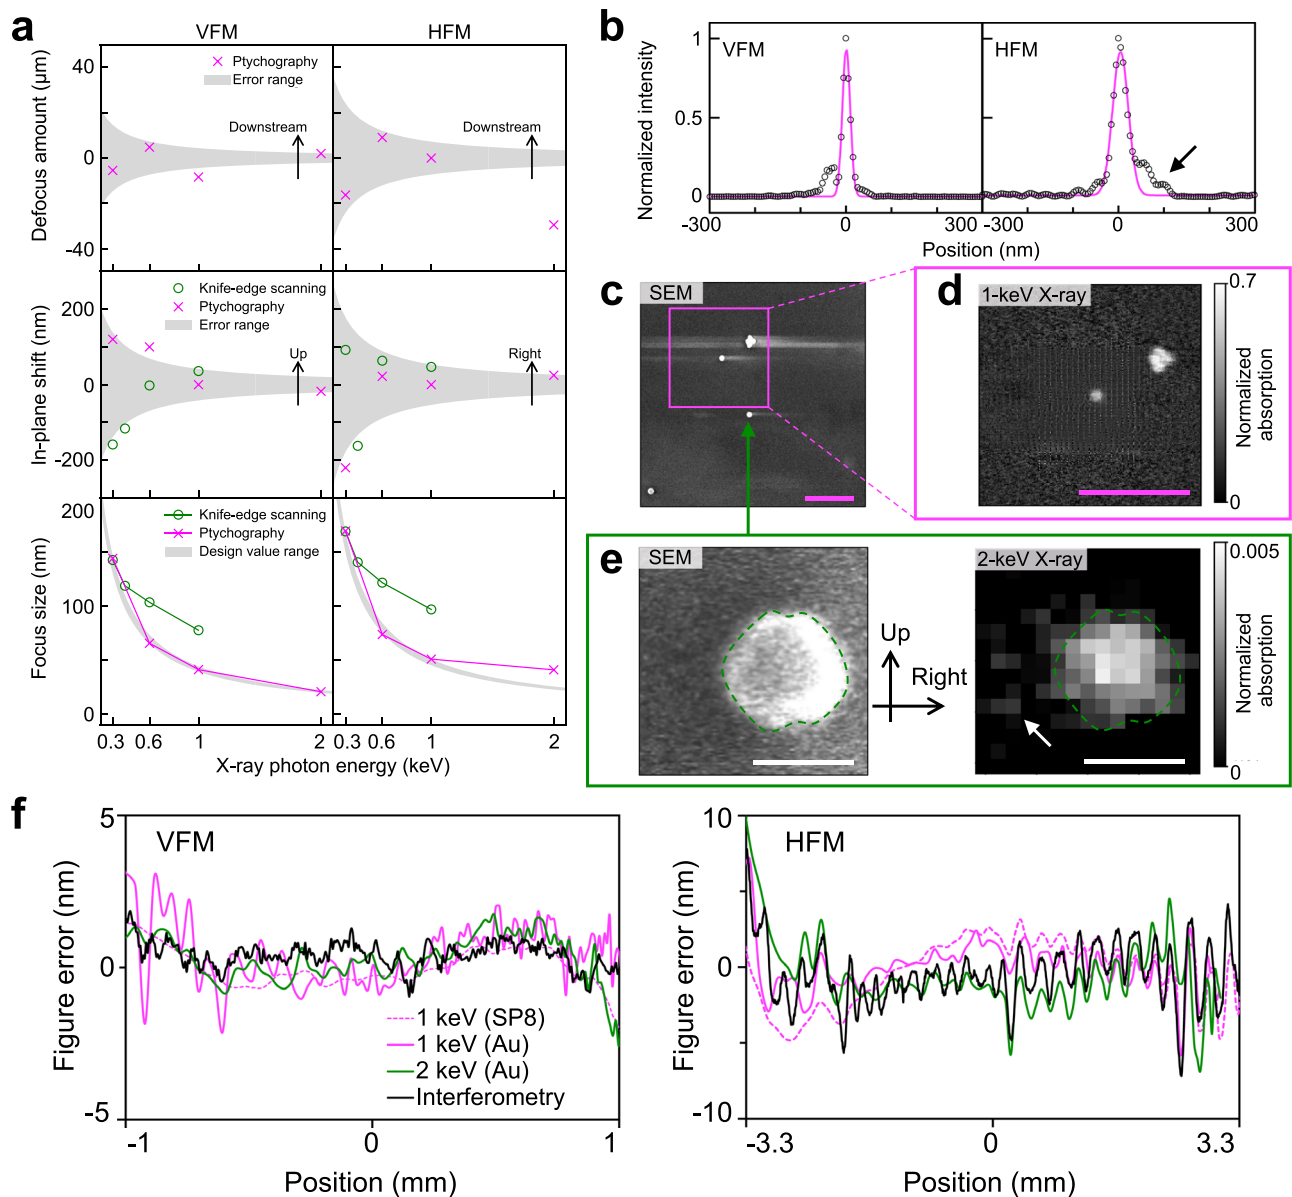 a
VFM
HFM
Defocus amount (μm)
40
0
-40
Ptychography
Error range
Downstream
Downstream
In-plane shift (nm)
200
0
-200
Knife-edge scanning
Ptychography
Error range
Up
Right
Focus size (nm)
200
100
0
Knife-edge scanning
Ptychography
Design value range
0.3 0.6 1 2
0.3 0.6 1 2
X-ray photon energy (keV)
b
VFM
HFM
Normalized intensity
1
0.5
0
-300 0 300
-300 0 300
Position (nm)
c
SEM
d
1-keV X-ray
0.7
0
Normalized
absorption
e
SEM
Up
Right
2-keV X-ray
0.005
0
Normalized
absorption
f
VFM
Figure error (nm)
5
0
-5
1 keV (SP8)
1 keV (Au)
2 keV (Au)
Interferometry
-1 0 1
Position (mm)
HFM
Figure error (nm)
10
0
-10
-3.3 0 3.3
Position (mm)